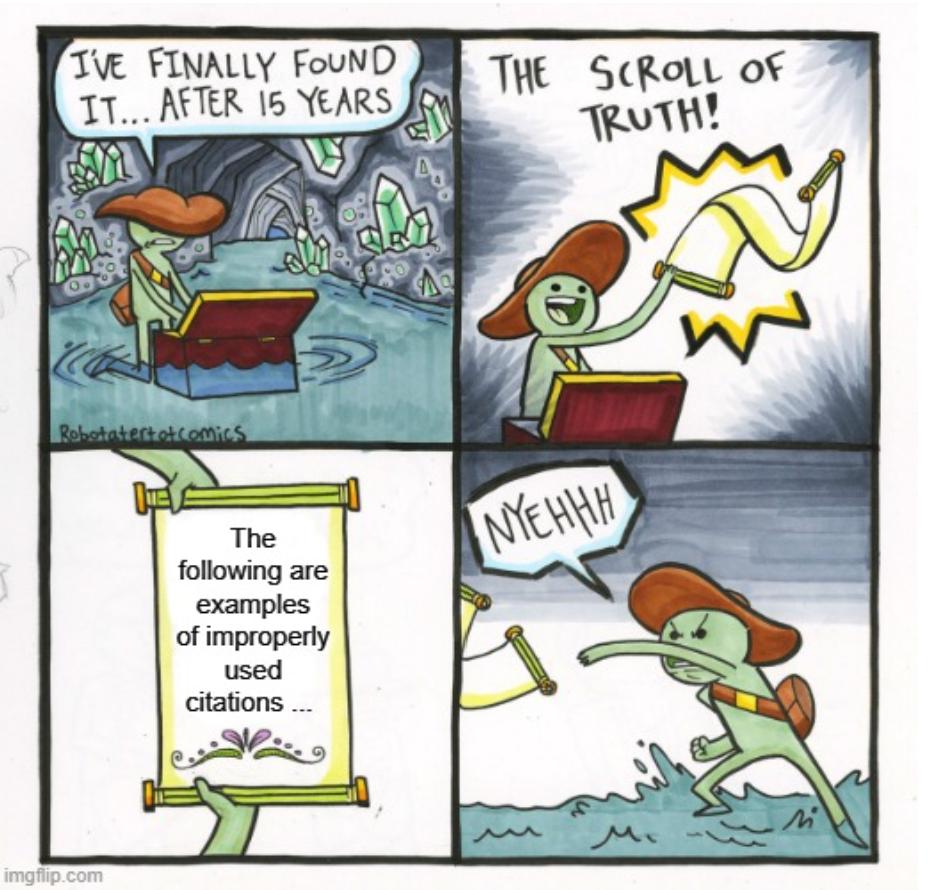 I'VE FINALLY FOUND
IT... AFTER 15 YEARS
THE SCROLL OF
TRUTH!
Robotatertotcomics
The
following are
examples
of improperly
used
citations ...
NYEHHH
imgflip.com